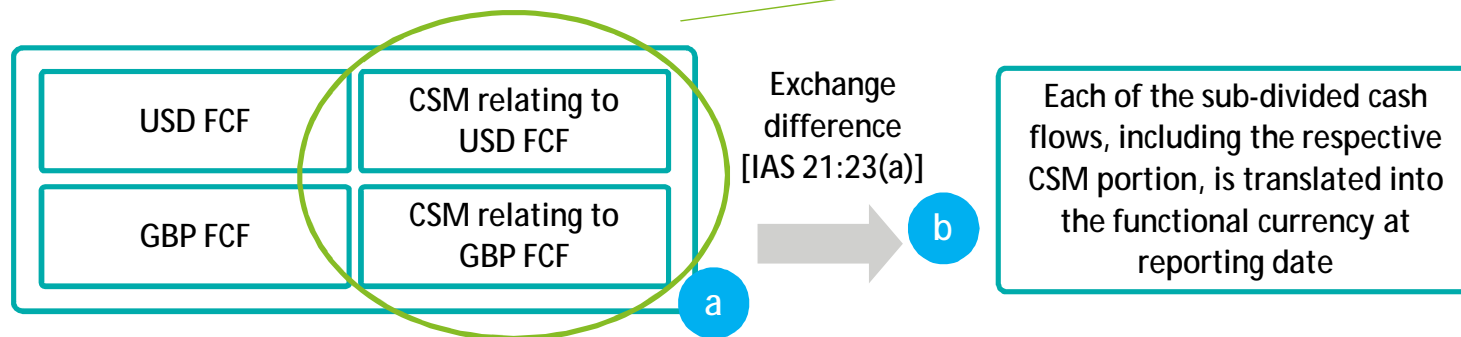 USD FCF
CSM relating to
USD FCF
GBP FCF
CSM relating to
GBP FCF
a
Exchange
difference
[IAS 21:23(a)]
b
Each of the sub-divided cash
flows, including the respective
CSM portion, is translated into
the functional currency at
reporting date